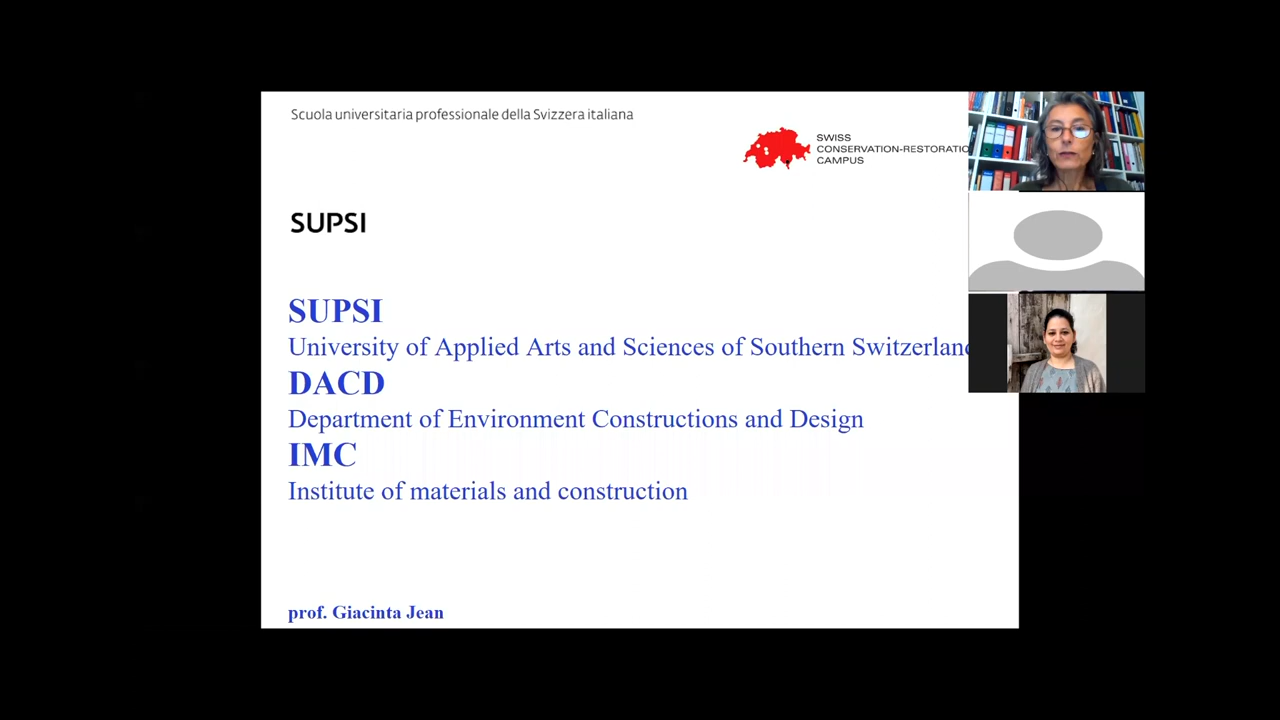 Scuola universitaria professionale della Svizzera italiana
SWISS
CONSERVATION-RESTORATIO
CAMPUS
SUPSI
SUPSI
University of Applied Arts and Sciences of Southern Switzerland
DACD
Department of Environment Constructions and Design
IMC
Institute of materials and construction
prof. Giacinta Jean